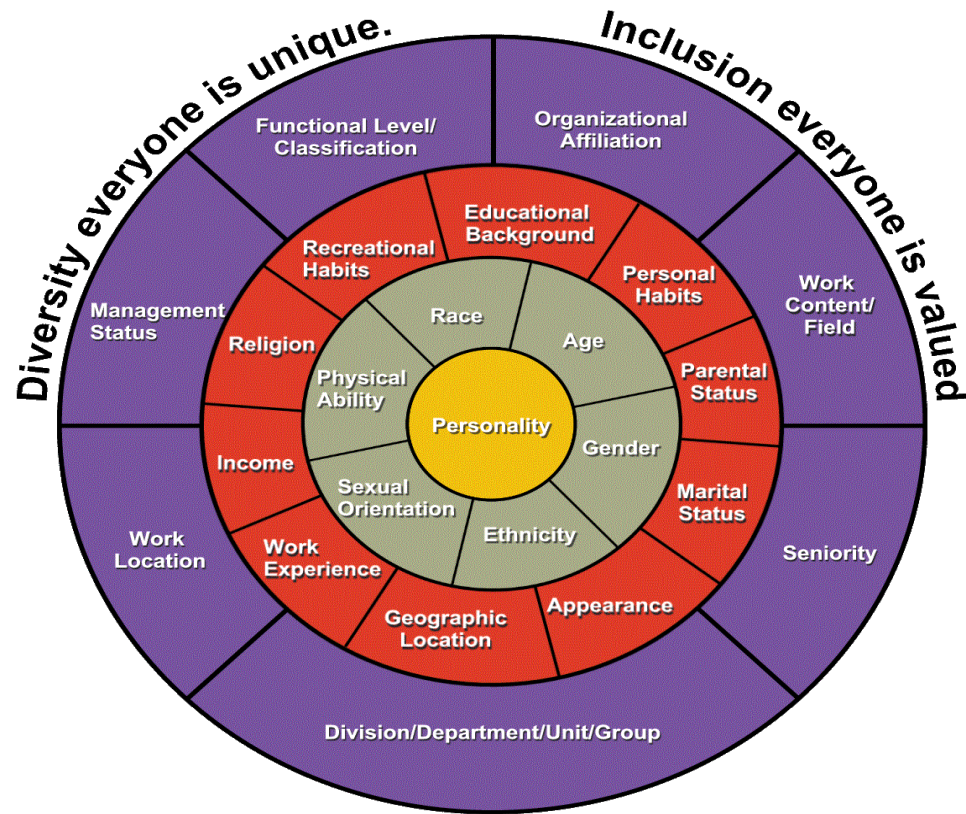 Diversity everyone is unique.
Inclusion everyone is valued
Functional Level/
Classification
Organizational
Affiliation
Management
Status
Work
Content/
Field
Work
Location
Seniority
Division/Department/Unit/Group
Recreational
Habits
Educational
Background
Personal
Habits
Religion
Parental
Status
Income
Marital
Status
Work
Experience
Geographic
Location
Appearance
Race
Age
Physical
Ability
Gender
Sexual
Orientation
Ethnicity
Personality